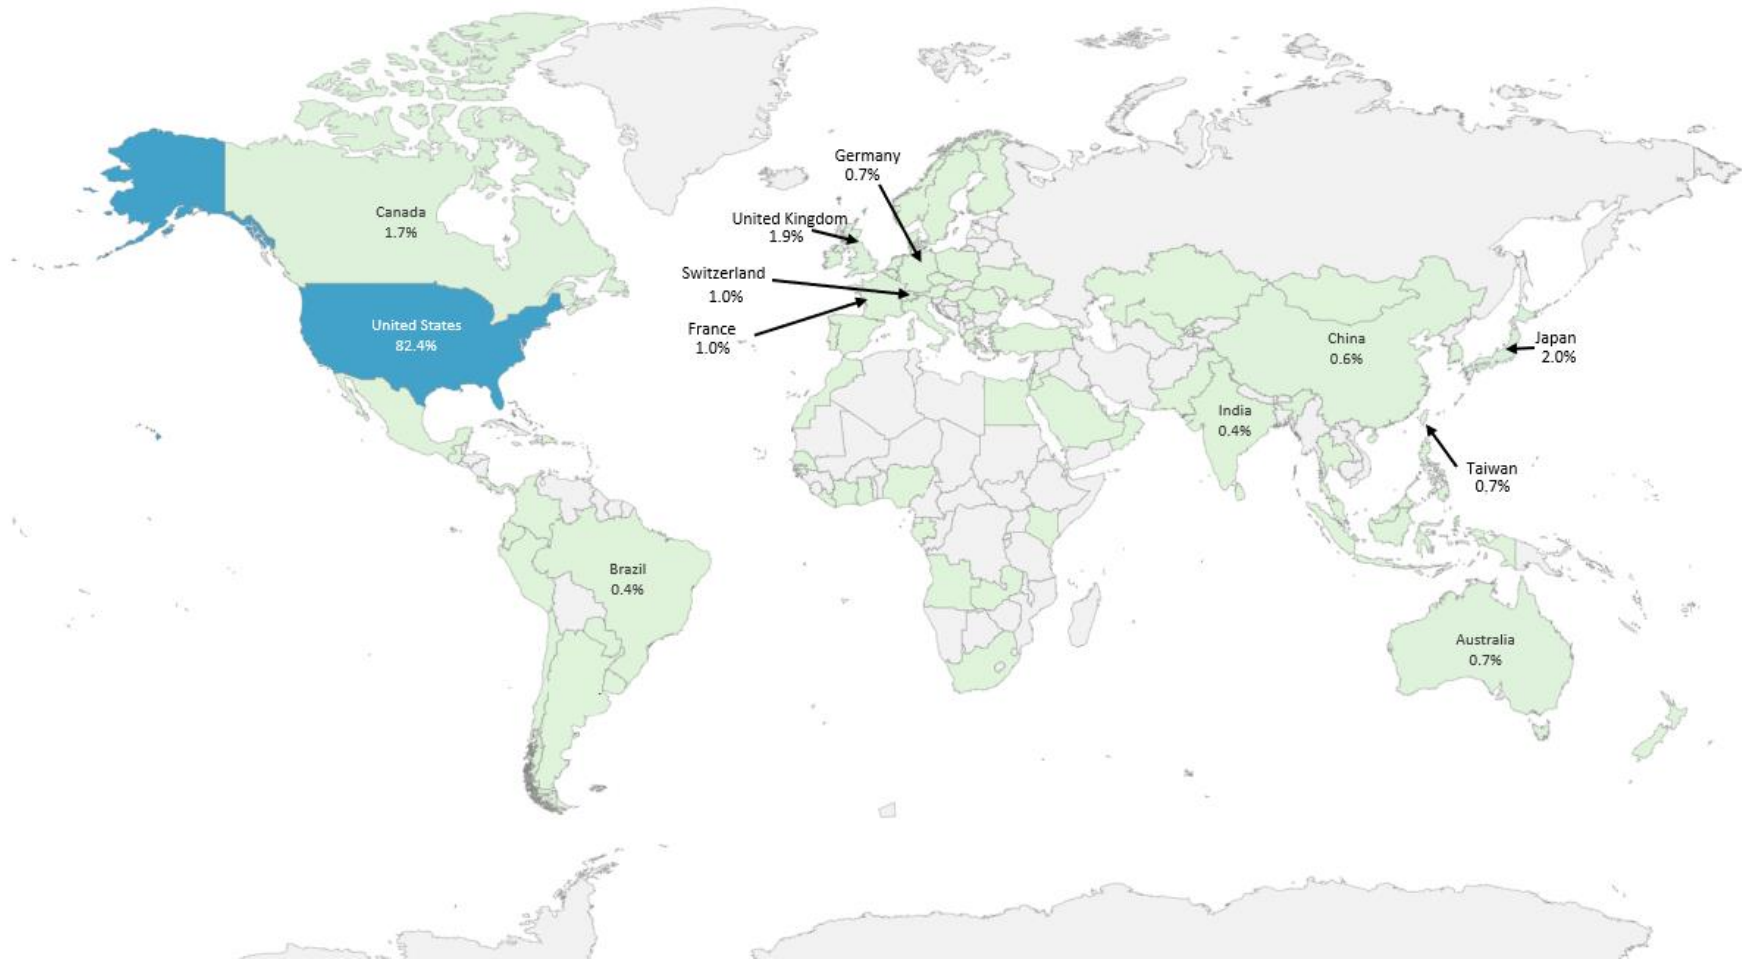 Germany
0.7%
Canada
1.7%
United Kingdom
1.9%
Switzerland
1.0%
United States
82.4%
France
1.0%
China
0.6%
Japan
2.0%
India
0.4%
Taiwan
0.7%
Brazil
0.4%
Australia
0.7%